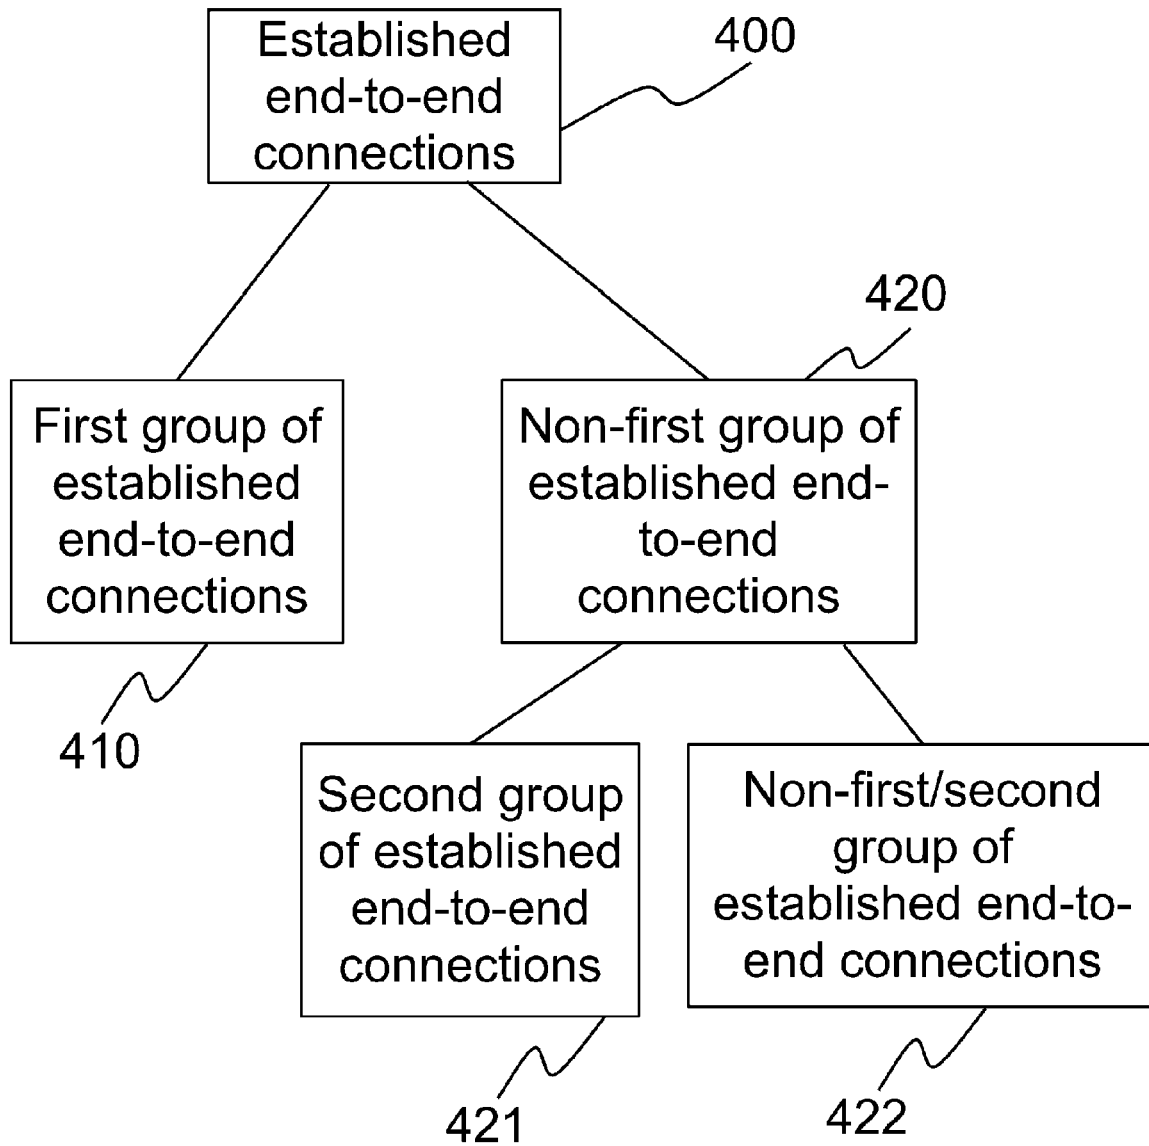 Established
end-to-end
connections
400
420
First group of
established
end-to-end
connections
Non-first group of
established end-
to-end
connections
410
Second group
of established
end-to-end
connections
Non-first/second
group of
established end-to-
end connections
421
422